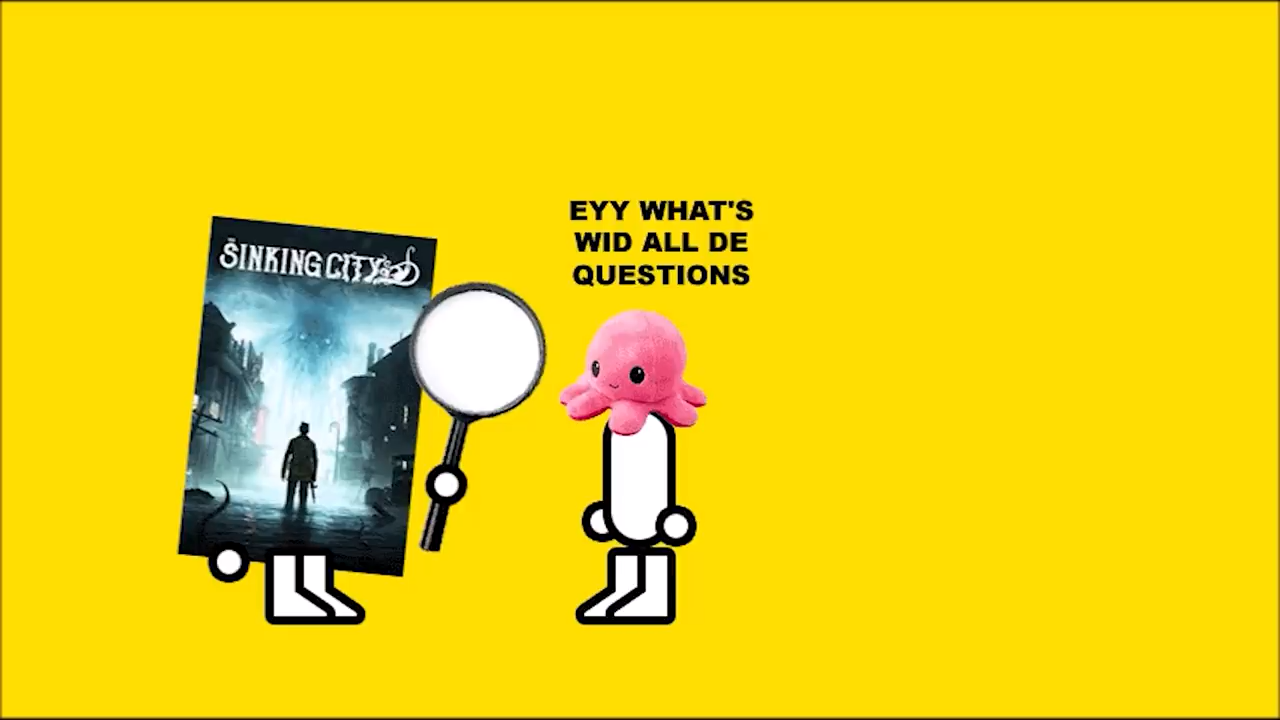 THE
SINKING CITY
EYY WHAT'S
WID ALL DE
QUESTIONS